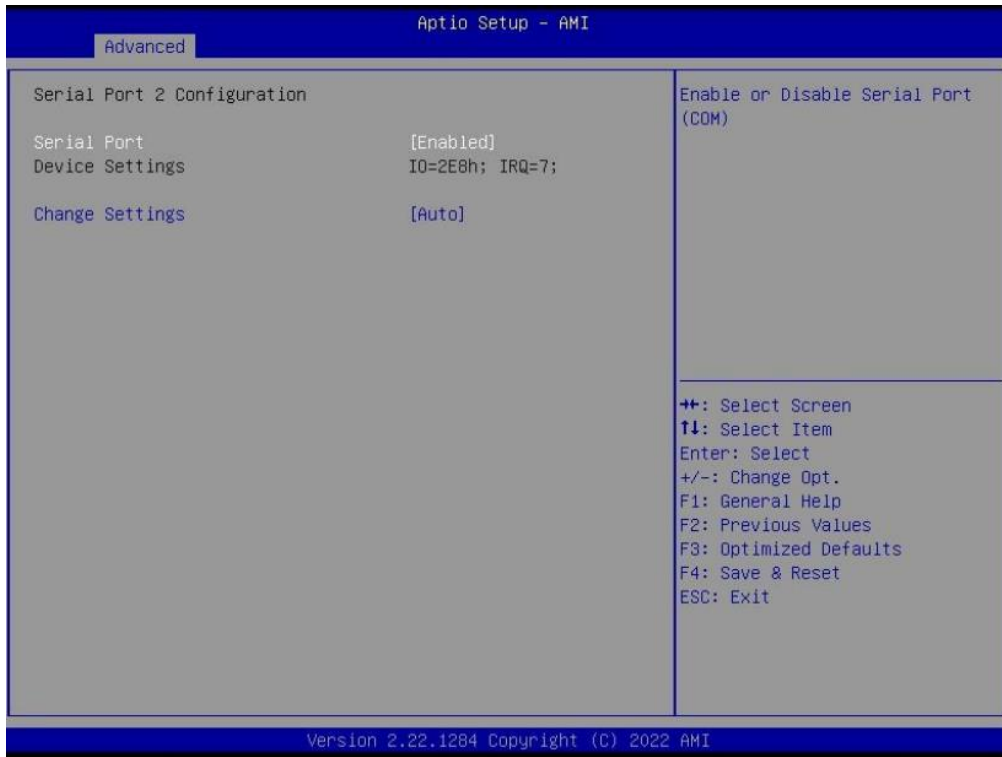 Aptio Setup - AMI
Advanced
Serial Port 2 Configuration
Serial Port [Enabled]
Device Settings IO=2E8h; IRQ=7;
Change Settings [Auto]
Enable or Disable Serial Port
(COM)
→←: Select Screen
↑↓: Select Item
Enter: Select
+/-: Change Opt.
F1: General Help
F2: Previous Values
F3: Optimized Defaults
F4: Save & Reset
ESC: Exit
Version 2.22.1284 Copyright (C) 2022 AMI